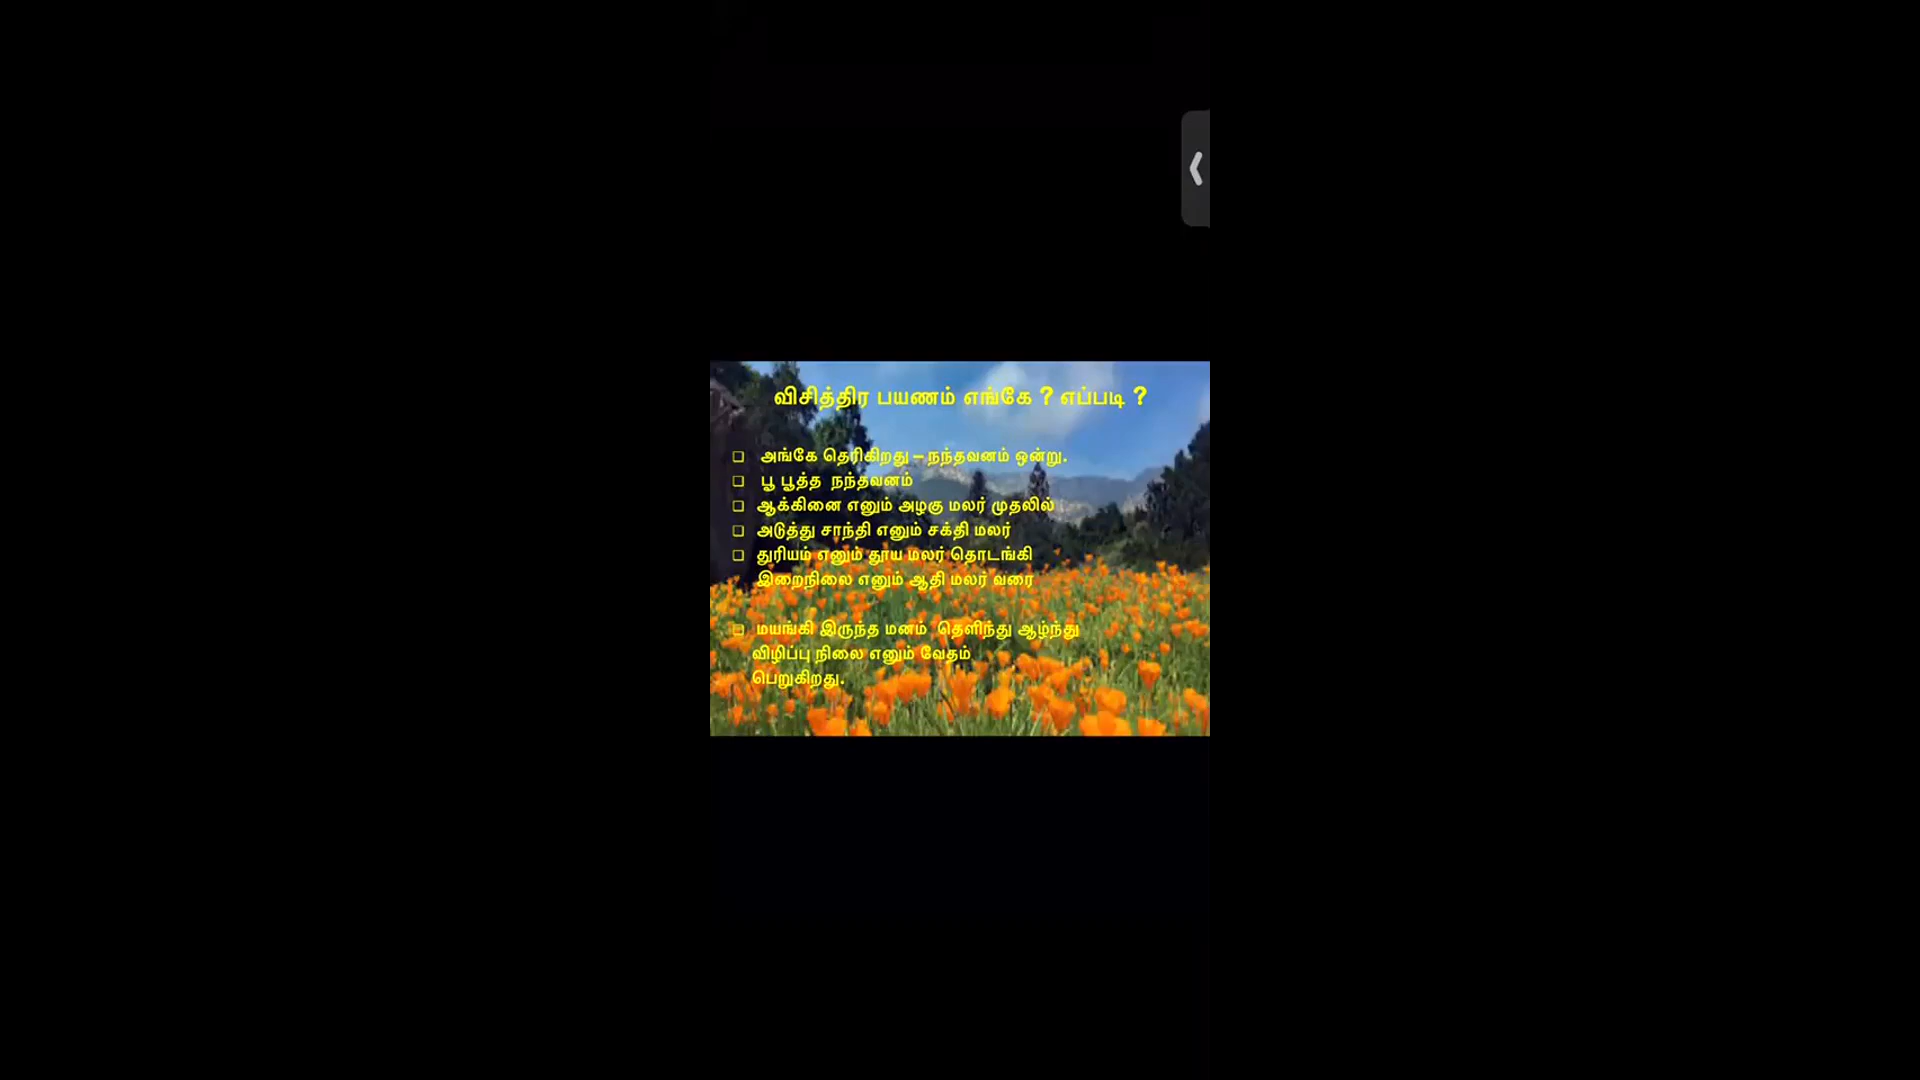 விசித்திர பயணம் எங்கே ? எப்படி ?
❑ அங்கே தெரிகிறது – நந்தவனம் ஒன்று.
❑ பூ பூத்த நந்தவனம்
❑ ஆக்கினை எனும் அழகு மலர் முதலில்
❑ அடுத்து சாந்தி எனும் சக்தி மலர்
❑ துரியம் எனும் தூய மலர் தொடங்கி
இறைநிலை எனும் ஆதி மலர் வரை
❑ மயங்கி இருந்த மனம் தெளிந்து ஆழ்ந்து
விழிப்பு நிலை எனும் வேதம்
பெறுகிறது.